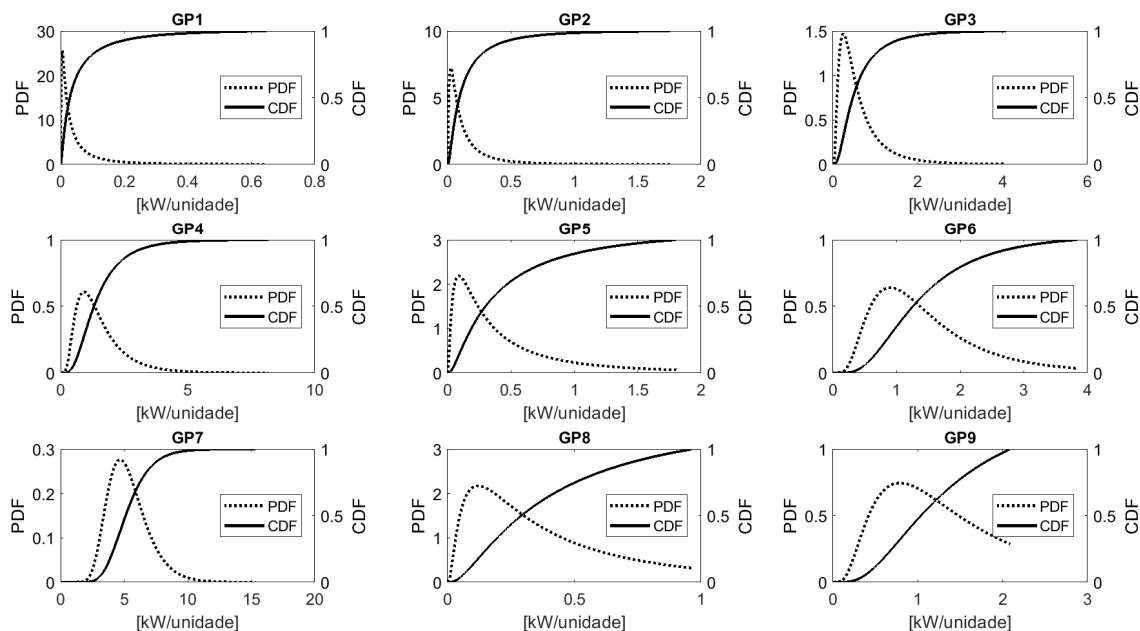 GP1
30
20
10
0
PDF
1
0.5
0
CDF
PDF
CDF
0 0.2 0.4 0.6 0.8
[kW/unidade]
GP2
10
5
0
PDF
1
0.5
0
CDF
PDF
CDF
0 0.5 1 1.5 2
[kW/unidade]
GP3
1.5
1
0.5
0
PDF
1
0.5
0
CDF
PDF
CDF
0 2 4 6
[kW/unidade]
GP4
1
0.5
0
PDF
1
0.5
0
CDF
PDF
CDF
0 5 10
[kW/unidade]
GP5
3
2
1
0
PDF
1
0.5
0
CDF
PDF
CDF
0 0.5 1 1.5 2
[kW/unidade]
GP6
1
0.5
0
PDF
1
0.5
0
CDF
PDF
CDF
0 1 2 3 4
[kW/unidade]
GP7
0.3
0.2
0.1
0
PDF
1
0.5
0
CDF
PDF
CDF
0 5 10 15 20
[kW/unidade]
GP8
3
2
1
0
PDF
1
0.5
0
CDF
PDF
CDF
0 0.5 1
[kW/unidade]
GP9
1
0.5
0
PDF
1
0.5
0
CDF
PDF
CDF
0 1 2 3
[kW/unidade]